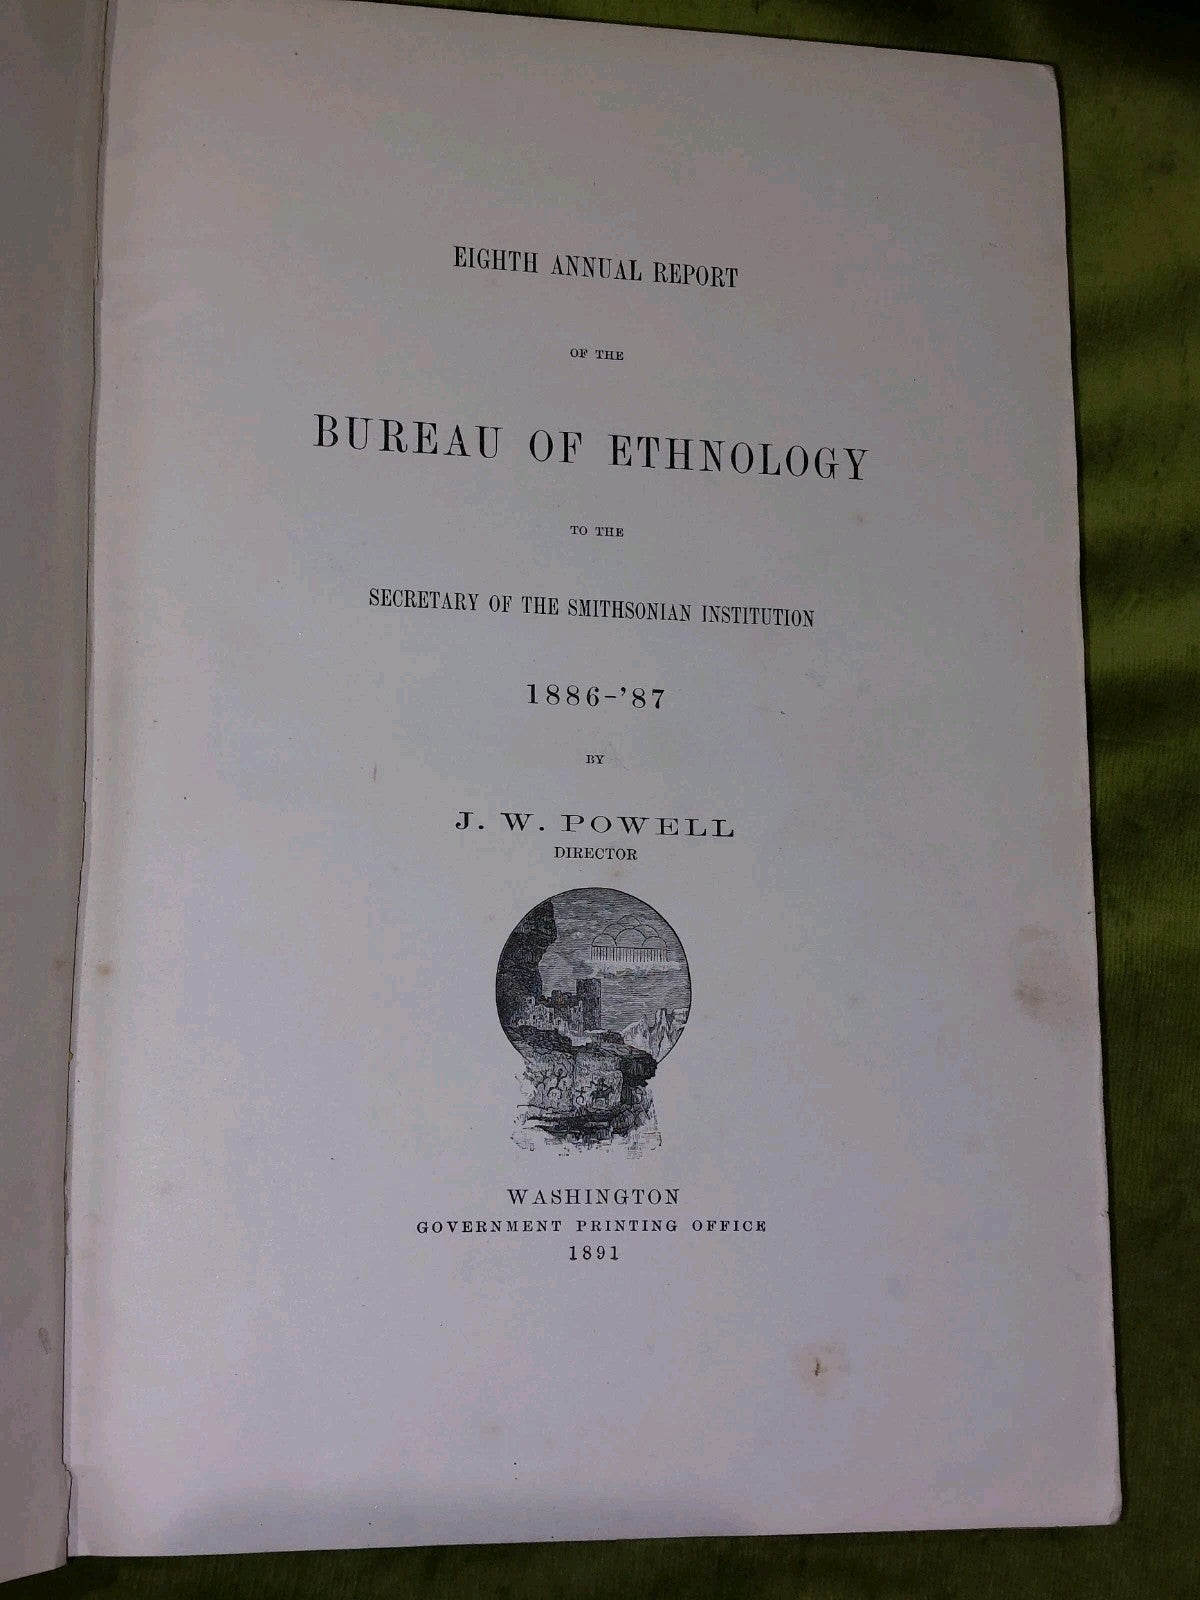 EIGHTH ANNUAL REPORT
OF THE
BUREAU OF ETHNOLOGY
TO THE
SECRETARY OF THE SMITHSONIAN INSTITUTION
1886-'87
BY
J. W. POWELL
DIRECTOR
WASHINGTON
GOVERNMENT PRINTING OFFICE
1891